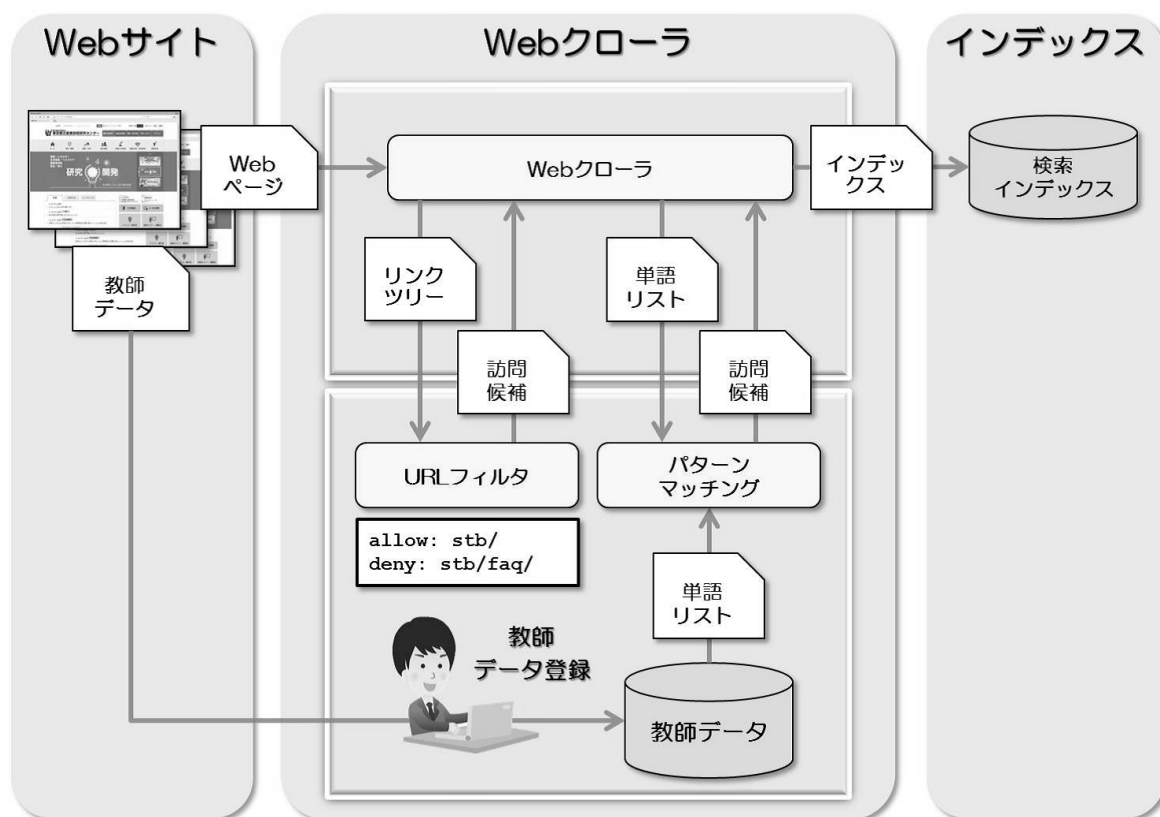 Webサイト
Webクローラ
インデックス
研究
開発
Web
ページ
Webクローラ
インデッ
クス
検索
インデックス
教師
データ
リンク
ツリー
単語
リスト
訪問
候補
訪問
候補
URLフィルタ
パターン
マッチング
allow: stb/
deny: stb/faq/
単語
リスト
教師
データ登録
教師データ